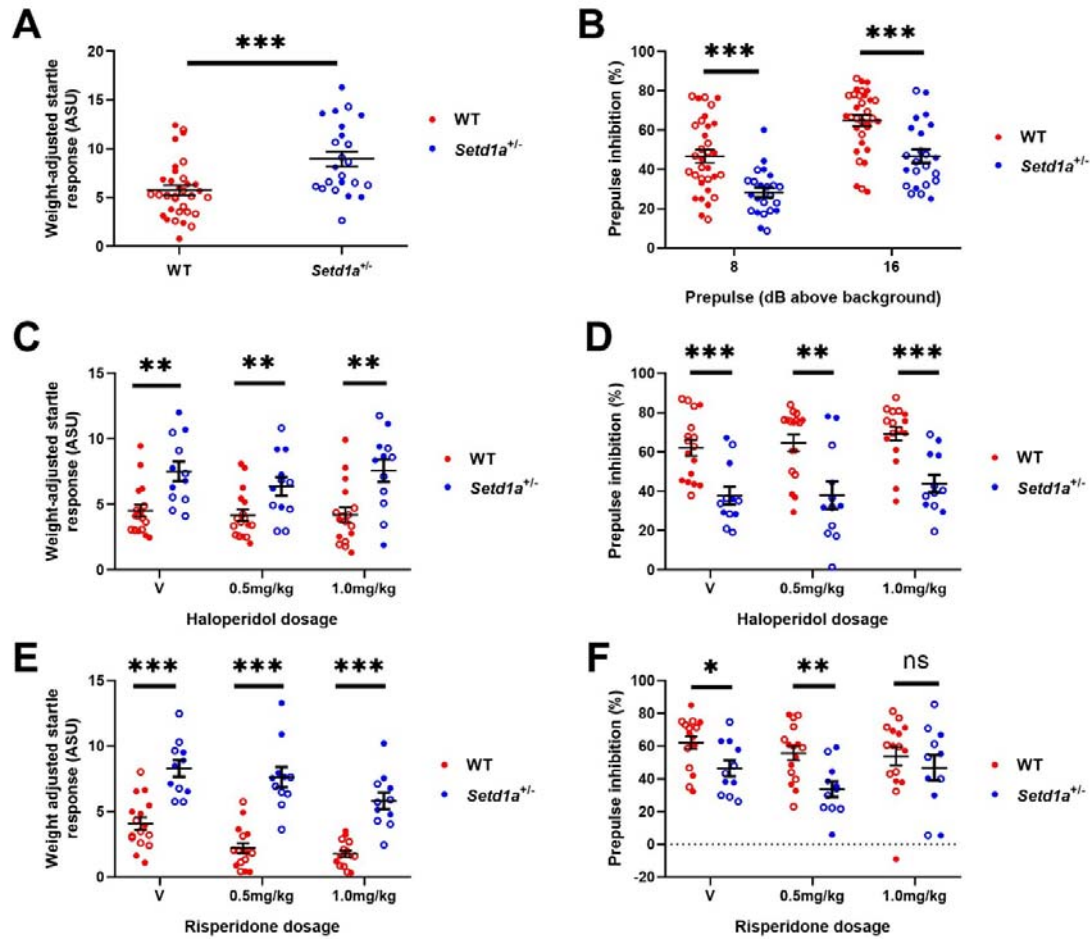 A
Weight-adjusted startle
response (ASU)
20
15
10
5
0
***
WT
Setd1a+/-
WT
Setd1a+/-
B
Prepulse inhibition (%)
100
80
60
40
20
0
***
***
8
16
Prepulse (dB above background)
WT
Setd1a+/-
C
Weight-adjusted startle
response (ASU)
15
10
5
0
**
**
**
V
0.5mg/kg
1.0mg/kg
Haloperidol dosage
WT
Setd1a+/-
D
Prepulse inhibition (%)
100
80
60
40
20
0
***
**
***
V
0.5mg/kg
1.0mg/kg
Haloperidol dosage
WT
Setd1a+/-
E
Weight adjusted startle
response (ASU)
15
10
5
0
***
***
***
V
0.5mg/kg
1.0mg/kg
Risperidone dosage
WT
Setd1a+/-
F
Prepulse inhibition (%)
100
80
60
40
20
0
-20
*
**
ns
V
0.5mg/kg
1.0mg/kg
Risperidone dosage
WT
Setd1a+/-